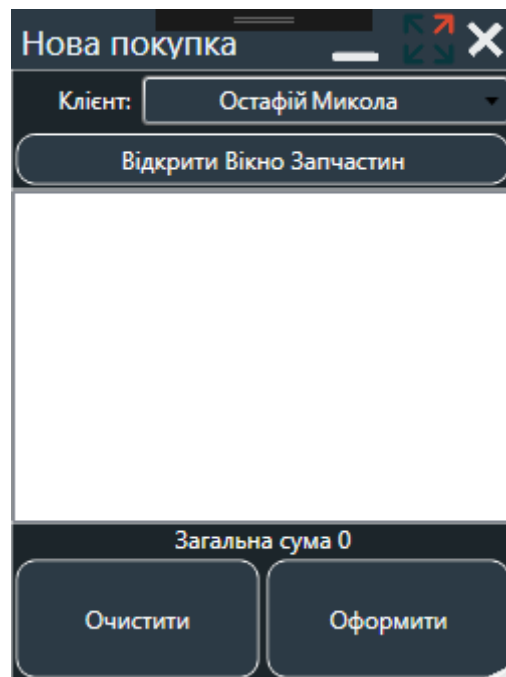 Нова покупка
Клієнт: Остафій Микола
Відкрити Вікно Запчастин
Загальна сума 0
Очистити Оформити